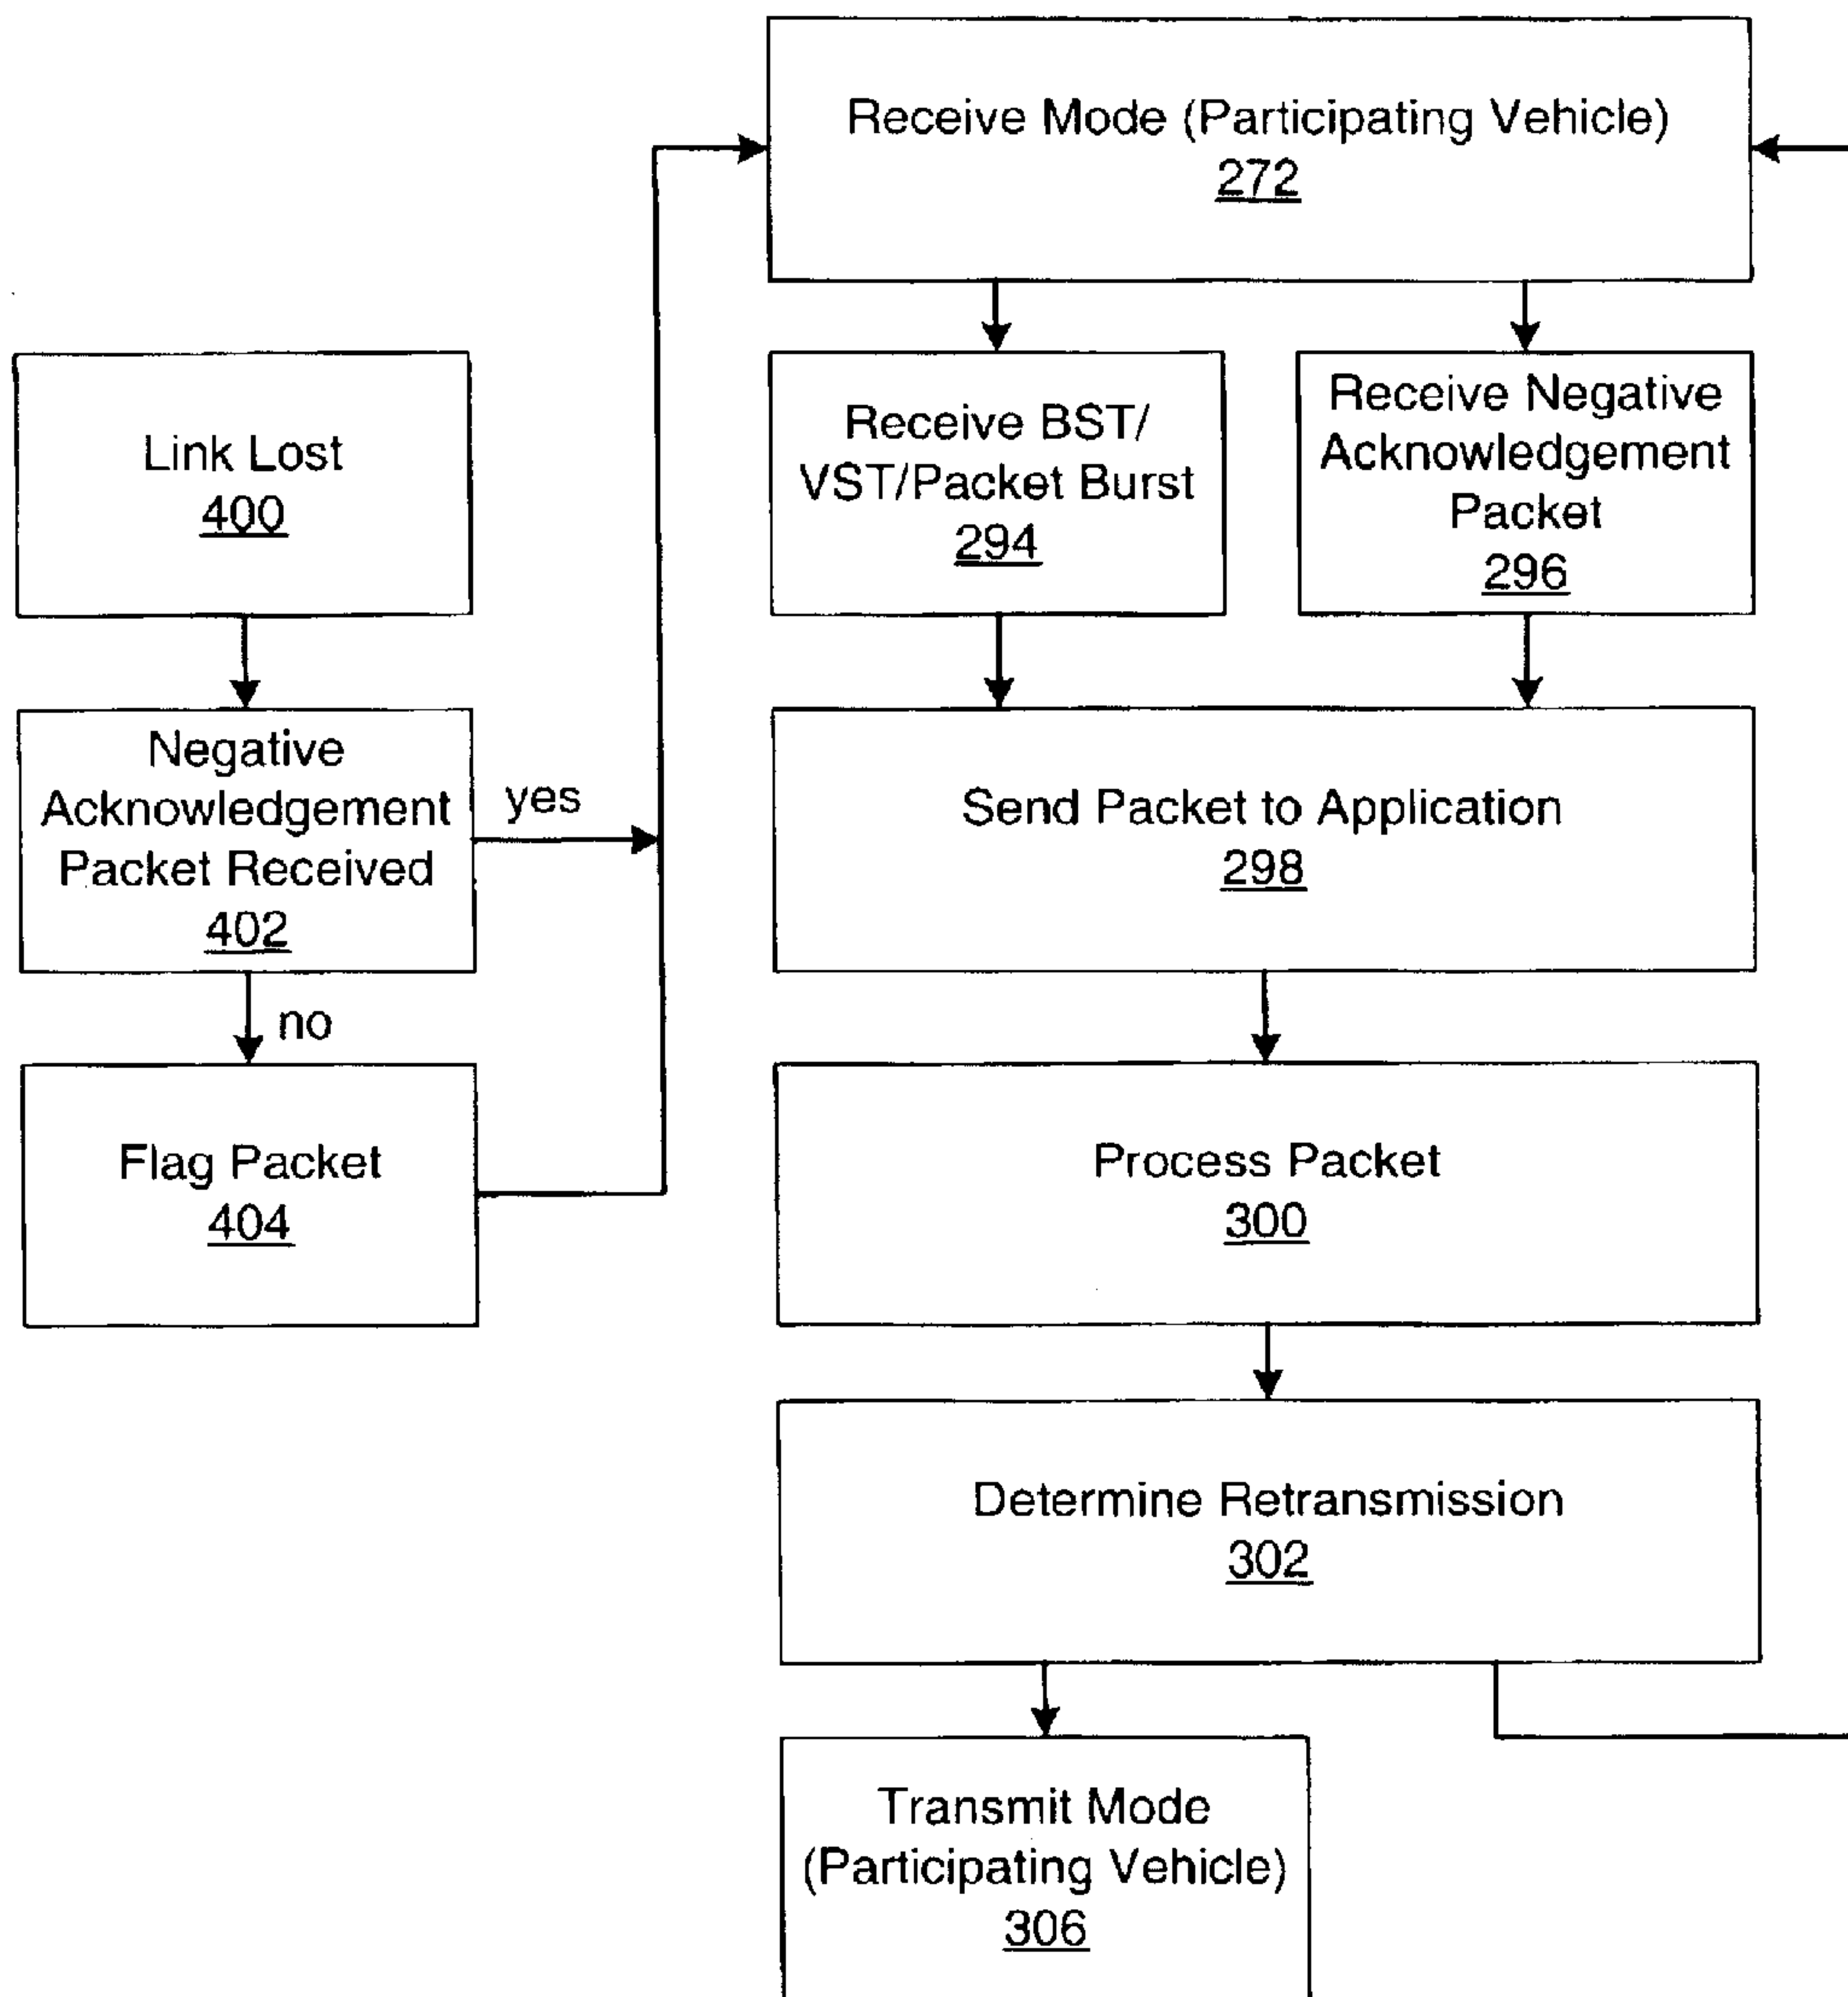 Receive Mode (Participating Vehicle)
272
Link Lost
400
Receive BST/
VST/Packet Burst
294
Receive Negative
Acknowledgement
Packet
296
Negative
Acknowledgement
Packet Received
402
yes
no
Send Packet to Application
298
Flag Packet
404
Process Packet
300
Determine Retransmission
302
Transmit Mode
(Participating Vehicle)
306